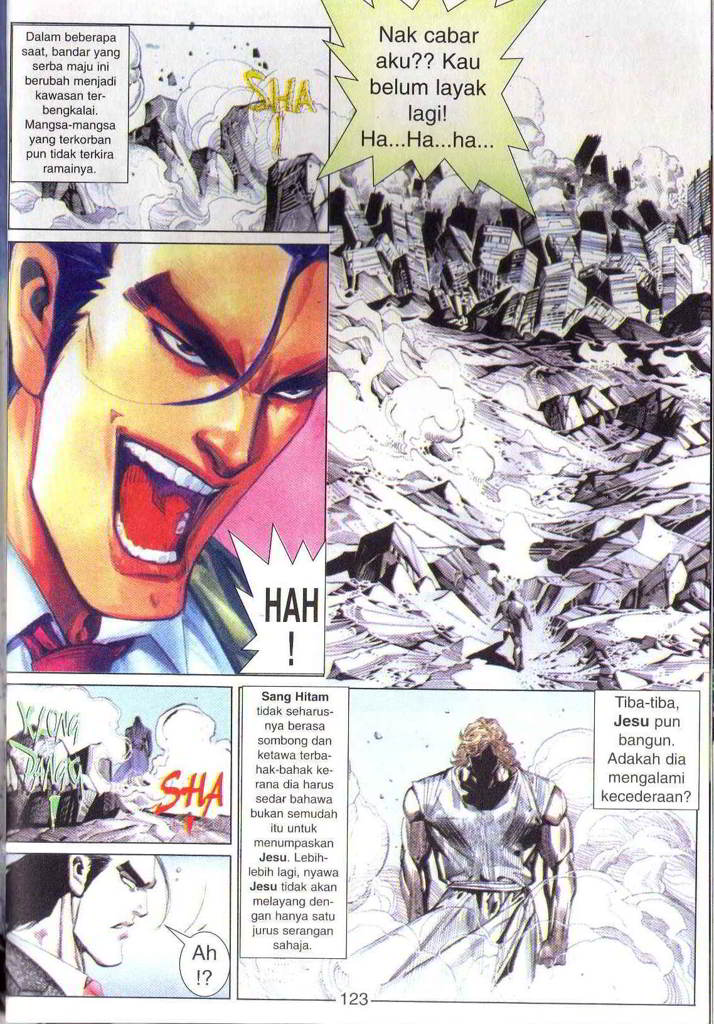 Dalam beberapa
saat, bandar yang
serba maju ini
berubah menjadi
kawasan ter-
bengkalai.
Mangsa-mangsa
yang terkorban
pun tidak terkira
ramainya.
SHA
!
Nak cabar
aku?? Kau
belum layak
lagi!
Ha...Ha...ha...
HAH
!
SHA
!
Sang Hitam
tidak seharus-
nya berasa
sombong dan
ketawa terba-
hak-bahak ke-
rana dia harus
sedar bahawa
bukan semudah
itu untuk
menumpaskan
Jesu. Lebih-
lebih lagi, nyawa
Jesu tidak akan
melayang de-
ngan hanya satu
jurus serangan
sahaja.
Tiba-tiba,
Jesu pun
bangun.
Adakah dia
mengalami
kecederaan?
Ah
!?
123